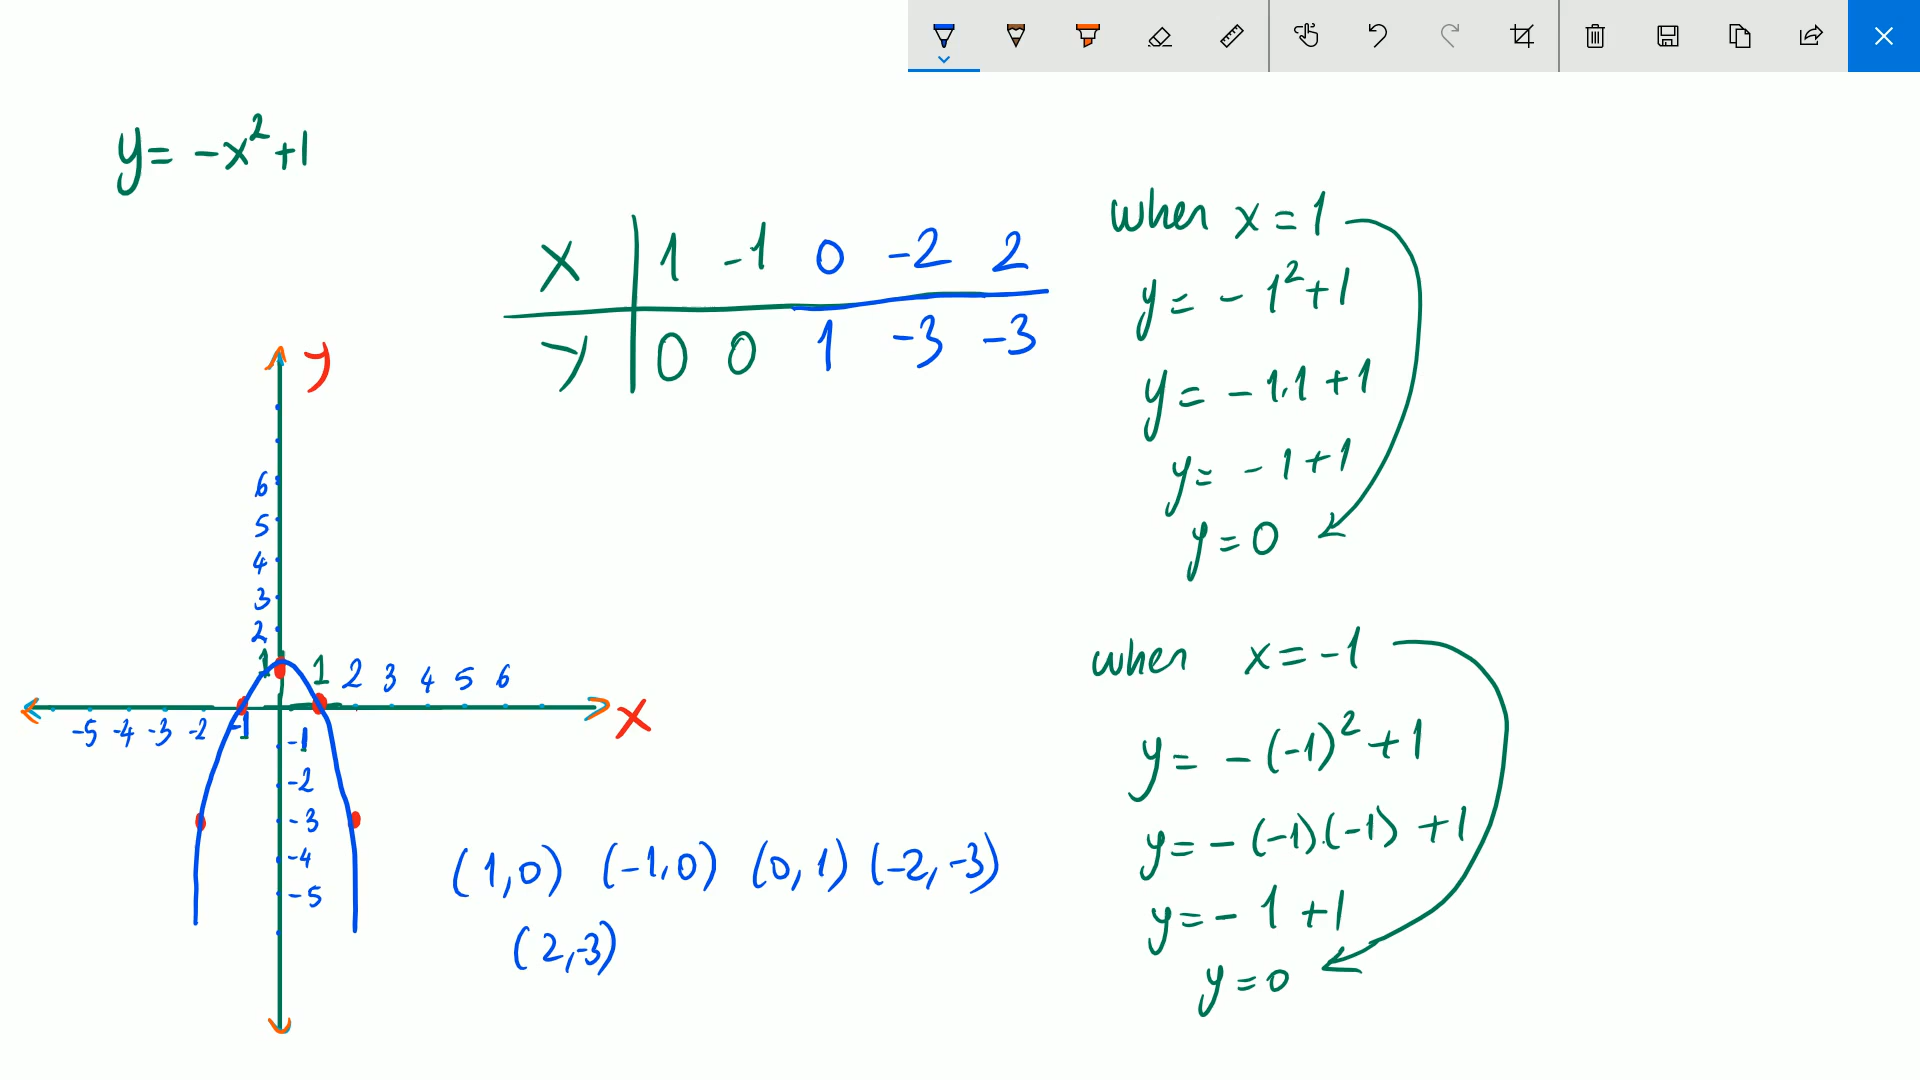 y = -x²+1
x | 1 -1 0 -2 2
y | 0 0 1 -3 -3
when x = 1
y = - 1²+1
y = - 1.1 +1
y = - 1+1
y = 0
when x = -1
y = - (-1)² +1
y = - (-1).(-1) +1
y = - 1 +1
y = 0
y
6
5
4
3
2
1
1 2 3 4 5 6
x
-5 -4 -3 -2 -1
-1
-2
-3
-4
-5
(1,0) (-1,0) (0,1) (-2,-3)
(2,-3)